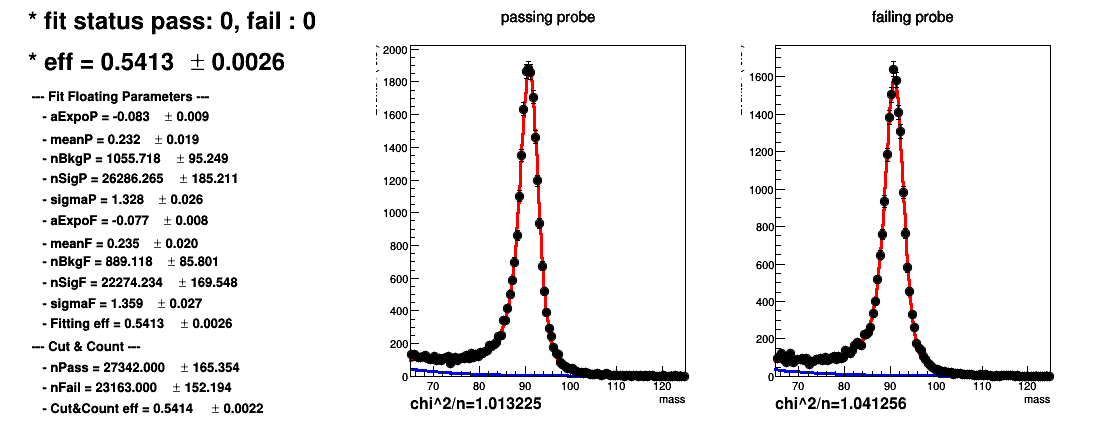 * fit status pass: 0, fail : 0
* eff = 0.5413 ± 0.0026
--- Fit Floating Parameters ---
- aExpoP = -0.083 ± 0.009
- meanP = 0.232 ± 0.019
- nBkgP = 1055.718 ± 95.249
- nSigP = 26286.265 ± 185.211
- sigmaP = 1.328 ± 0.026
- aExpoF = -0.077 ± 0.008
- meanF = 0.235 ± 0.020
- nBkgF = 889.118 ± 85.801
- nSigF = 22274.234 ± 169.548
- sigmaF = 1.359 ± 0.027
- Fitting eff = 0.5413 ± 0.0026
--- Cut & Count ---
- nPass = 27342.000 ± 165.354
- nFail = 23163.000 ± 152.194
- Cut&Count eff = 0.5414 ± 0.0022
passing probe
2000
1800
1600
1400
1200
1000
800
600
400
200
0
70 80 90 100 110 120
mass
chi^2/n=1.013225
failing probe
1600
1400
1200
1000
800
600
400
200
0
70 80 90 100 110 120
mass
chi^2/n=1.041256